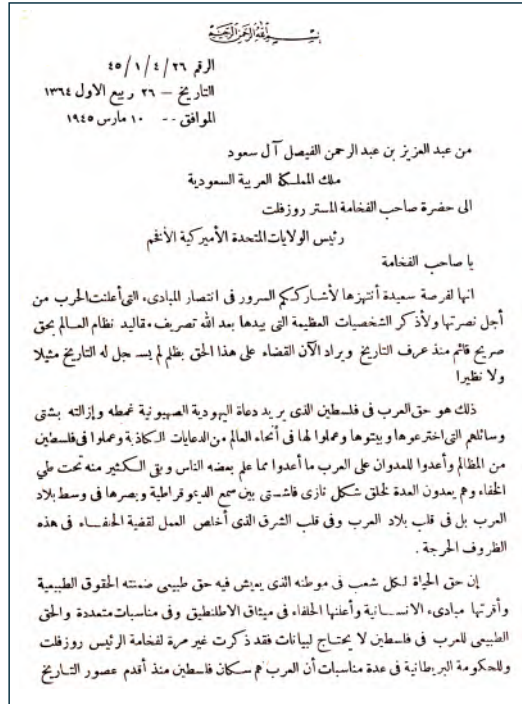 بسم الله الرحمن الرحيم
الرقم ٢٦/٤/١/٤٥
التاريخ — ٢٦ ربيع الاول ١٣٦٤
الموافق -- ١٠ مارس ١٩٤٥
من عبد العزيز بن عبد الرحمن الفيصل آل سعود
ملك المملكة العربية السعودية
الى حضرة صاحب الفخامة المستر روزفلت
رئيس الولايات المتحدة الأميركية الأفخم
يا صاحب الفخامة
انها لفرصة سعيدة أنتهزها لأشاركم السرور فى انتصار المبادىء التى أعلنت الحرب من
أجل نصرتها ولأذكر الشخصيات العظيمة التى بيدها بعد الله تصريف مقاليد نظام العالم بحق
صريح قائم منذ عرف التاريخ ويراد الآن القضاء على هذا الحق بظلم لم يسجل له التاريخ مثيلا
ولا نظيرا
ذلك هو حق العرب فى فلسطين الذى يريد دعاة اليهودية الصهيونية غمطه وإزالته بشتى
وسائلهم التى اخترعوها وبيتوها وعملوا لها فى أنحاء العالم من الدعايات الكاذبة وعملوا فى فلسطين
من المظالم وأعدوا للعدوان على العرب ما أعدوا مما علم بعضه الناس وبقى الكثير منه تحت طي
الخفاء وهم يعدون العدة لخلق شكل نازى فاشستى بين سمع الديموقراطية وبصرها فى وسط بلاد
العرب بل فى قلب بلاد العرب وفى قلب الشرق الذى أخلص العمل لقضية الحلفاء فى هذه
الظروف الحرجة .
إن حق الحياة لكل شعب فى موطنه الذى يعيش فيه حق طبيعى ضمنته الحقوق الطبيعية
وأقرتها مبادىء الانسانية وأعلنها الحلفاء فى ميثاق الاطلنطيق وفى مناسبات متعددة والحق
الطبيعى للعرب فى فلسطين لا يحتاج لبيانات فقد ذكرت غير مرة لفخامة الرئيس روزفلت
وللحكومة البريطانية فى عدة مناسبات أن العرب هم سكان فلسطين منذ أقدم عصور التاريخ